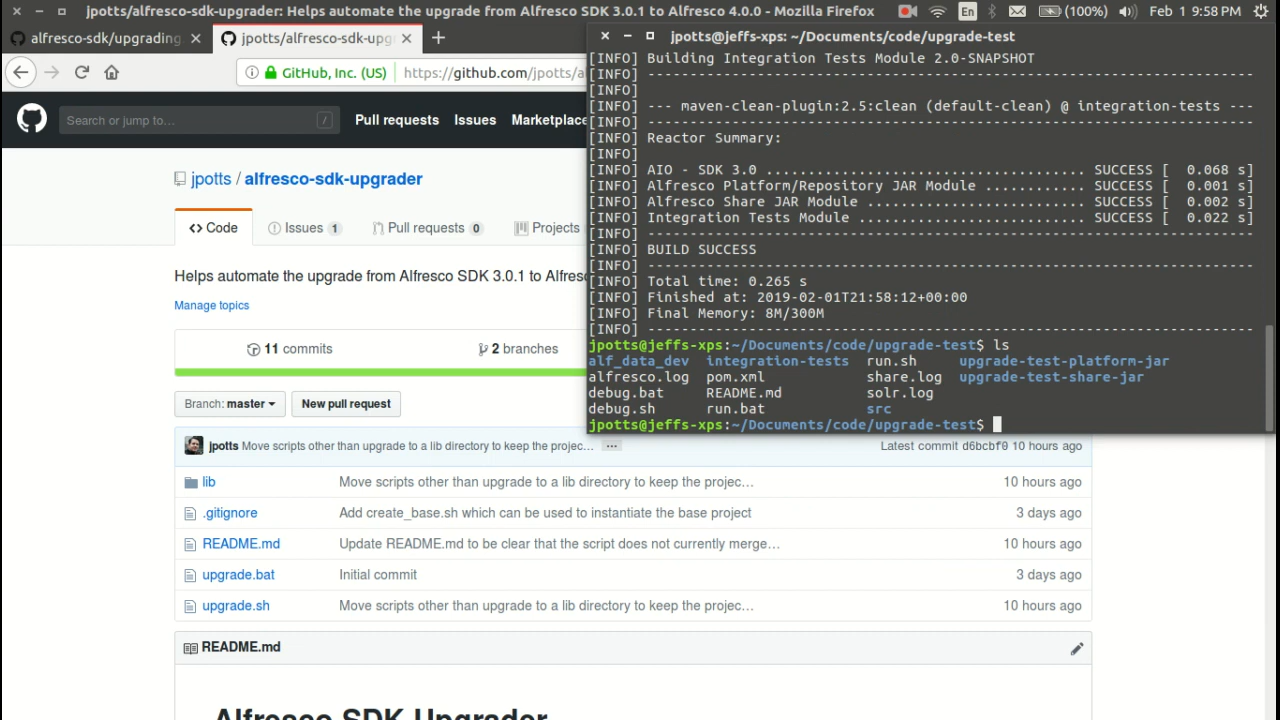 jpotts/alfresco-sdk-upgrader: Helps automate the upgrade from Alfresco SDK 3.0.1 to Alfresco 4.0.0 - Mozilla Firefox
En
(100%)
Feb 1 9:58 PM
alfresco-sdk/upgrading
jpotts/alfresco-sdk-upg
GitHub, Inc. (US)
https://github.com/jpotts/a
Search or jump to…
/
Pull requests
Issues
Marketplace
jpotts / alfresco-sdk-upgrader
Code
Issues 1
Pull requests 0
Projects
Helps automate the upgrade from Alfresco SDK 3.0.1 to Alfresc
Manage topics
11 commits
2 branches
Branch: master
New pull request
jpotts Move scripts other than upgrade to a lib directory to keep the projec… …
Latest commit d6bcbf0 10 hours ago
lib Move scripts other than upgrade to a lib directory to keep the projec… 10 hours ago
.gitignore Add create_base.sh which can be used to instantiate the base project 3 days ago
README.md Update README.md to be clear that the script does not currently merge… 10 hours ago
upgrade.bat Initial commit 3 days ago
upgrade.sh Move scripts other than upgrade to a lib directory to keep the projec… 10 hours ago
README.md
Alfresco SDK Upgrader
jpotts@jeffs-xps: ~/Documents/code/upgrade-test
[INFO] Building Integration Tests Module 2.0-SNAPSHOT
[INFO] ------------------------------------------------------------------------
[INFO]
[INFO] --- maven-clean-plugin:2.5:clean (default-clean) @ integration-tests ---
[INFO] ------------------------------------------------------------------------
[INFO] Reactor Summary:
[INFO]
[INFO] AIO - SDK 3.0 ...................................... SUCCESS [  0.068 s]
[INFO] Alfresco Platform/Repository JAR Module ............ SUCCESS [  0.001 s]
[INFO] Alfresco Share JAR Module .......................... SUCCESS [  0.002 s]
[INFO] Integration Tests Module ........................... SUCCESS [  0.022 s]
[INFO] ------------------------------------------------------------------------
[INFO] BUILD SUCCESS
[INFO] ------------------------------------------------------------------------
[INFO] Total time: 0.265 s
[INFO] Finished at: 2019-02-01T21:58:12+00:00
[INFO] Final Memory: 8M/300M
[INFO] ------------------------------------------------------------------------
jpotts@jeffs-xps:~/Documents/code/upgrade-test$ ls
alf_data_dev integration-tests run.sh upgrade-test-platform-jar
alfresco.log pom.xml share.log upgrade-test-share-jar
debug.bat README.md solr.log
debug.sh run.bat src
jpotts@jeffs-xps:~/Documents/code/upgrade-test$